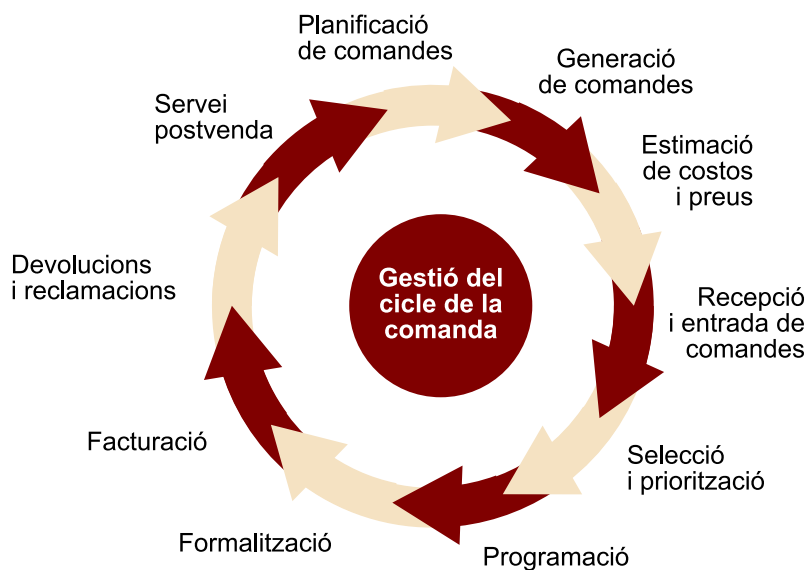 Planificació
de comandes
Generació
de comandes
Estimació
de costos
i preus
Recepció
i entrada de
comandes
Selecció
i priorització
Programació
Formalització
Facturació
Devolucions
i reclamacions
Servei
postvenda
Gestió del
cicle de la
comanda